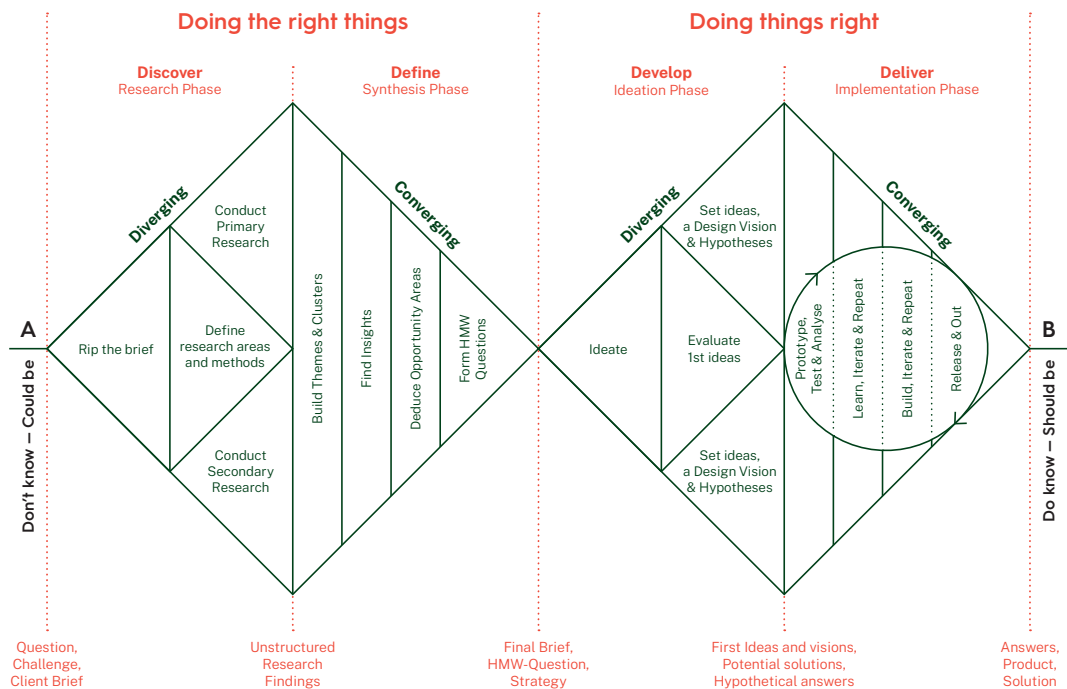 Doing the right things
Doing things right
Discover
Research Phase
Define
Synthesis Phase
Develop
Ideation Phase
Deliver
Implementation Phase
A
Don't know — Could be
Diverging
Rip the brief
Conduct
Primary
Research
Define
research areas
and methods
Conduct
Secondary
Research
Converging
Build Themes & Clusters
Find Insights
Deduce Opportunity Areas
Form HMW
Questions
Diverging
Ideate
Set ideas,
a Design Vision
& Hypotheses
Evaluate
1st ideas
Set ideas,
a Design Vision
& Hypotheses
Converging
Prototype,
Test & Analyse
Learn, Iterate & Repeat
Build, Iterate & Repeat
Release & Out
B
Do know — Should be
Question,
Challenge,
Client Brief
Unstructured
Research
Findings
Final Brief,
HMW-Question,
Strategy
First Ideas and visions,
Potential solutions,
Hypothetical answers
Answers,
Product,
Solution